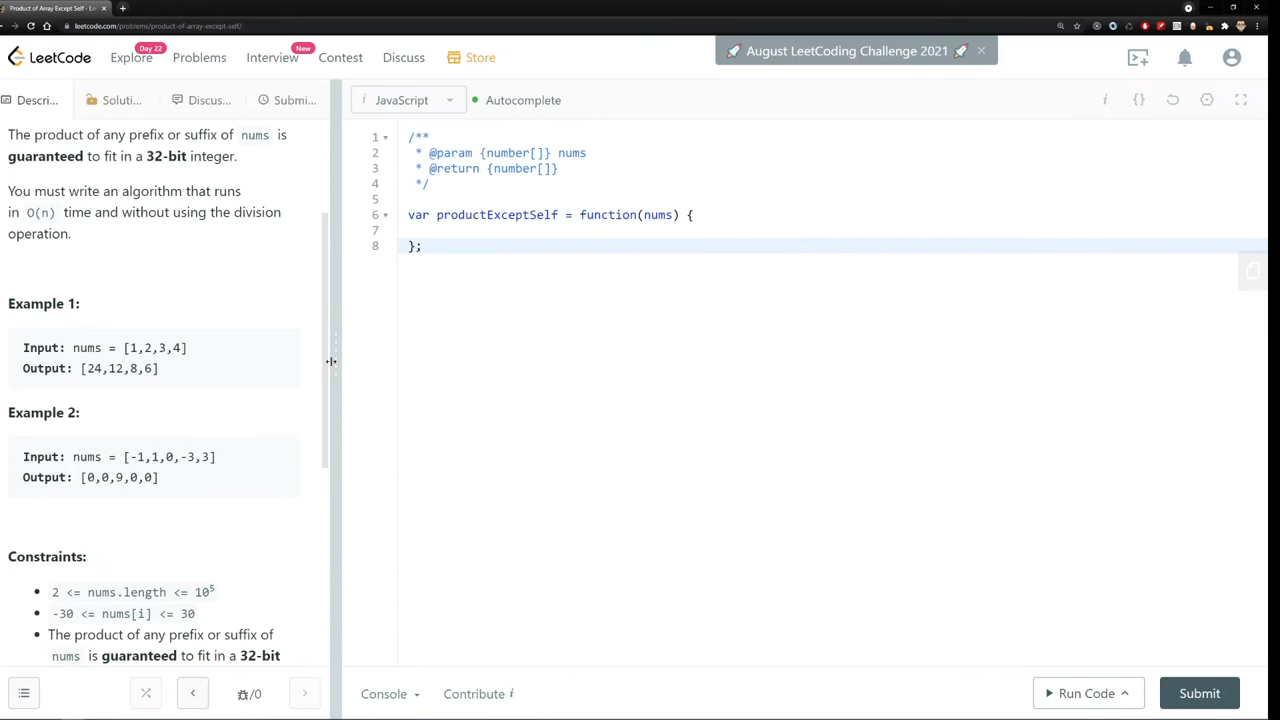 Product of Array Except Self - Le
leetcode.com/problems/product-of-array-except-self/
LeetCode
Explore
Day 22
Problems
Interview
New
Contest
Discuss
Store
🚀 August LeetCoding Challenge 2021 🚀 ×
Descri...
Soluti...
Discus...
Submi...
i JavaScript
Autocomplete
The product of any prefix or suffix of nums is
guaranteed to fit in a 32-bit integer.
You must write an algorithm that runs
in O(n) time and without using the division
operation.
Example 1:
Input: nums = [1,2,3,4]
Output: [24,12,8,6]
Example 2:
Input: nums = [-1,1,0,-3,3]
Output: [0,0,9,0,0]
Constraints:
2 <= nums.length <= 10⁵
-30 <= nums[i] <= 30
The product of any prefix or suffix of
nums is guaranteed to fit in a 32-bit
1 /**
2 * @param {number[]} nums
3 * @return {number[]}
4 */
5
6 var productExceptSelf = function(nums) {
7
8 };
/0
Console
Contribute i
Run Code
Submit